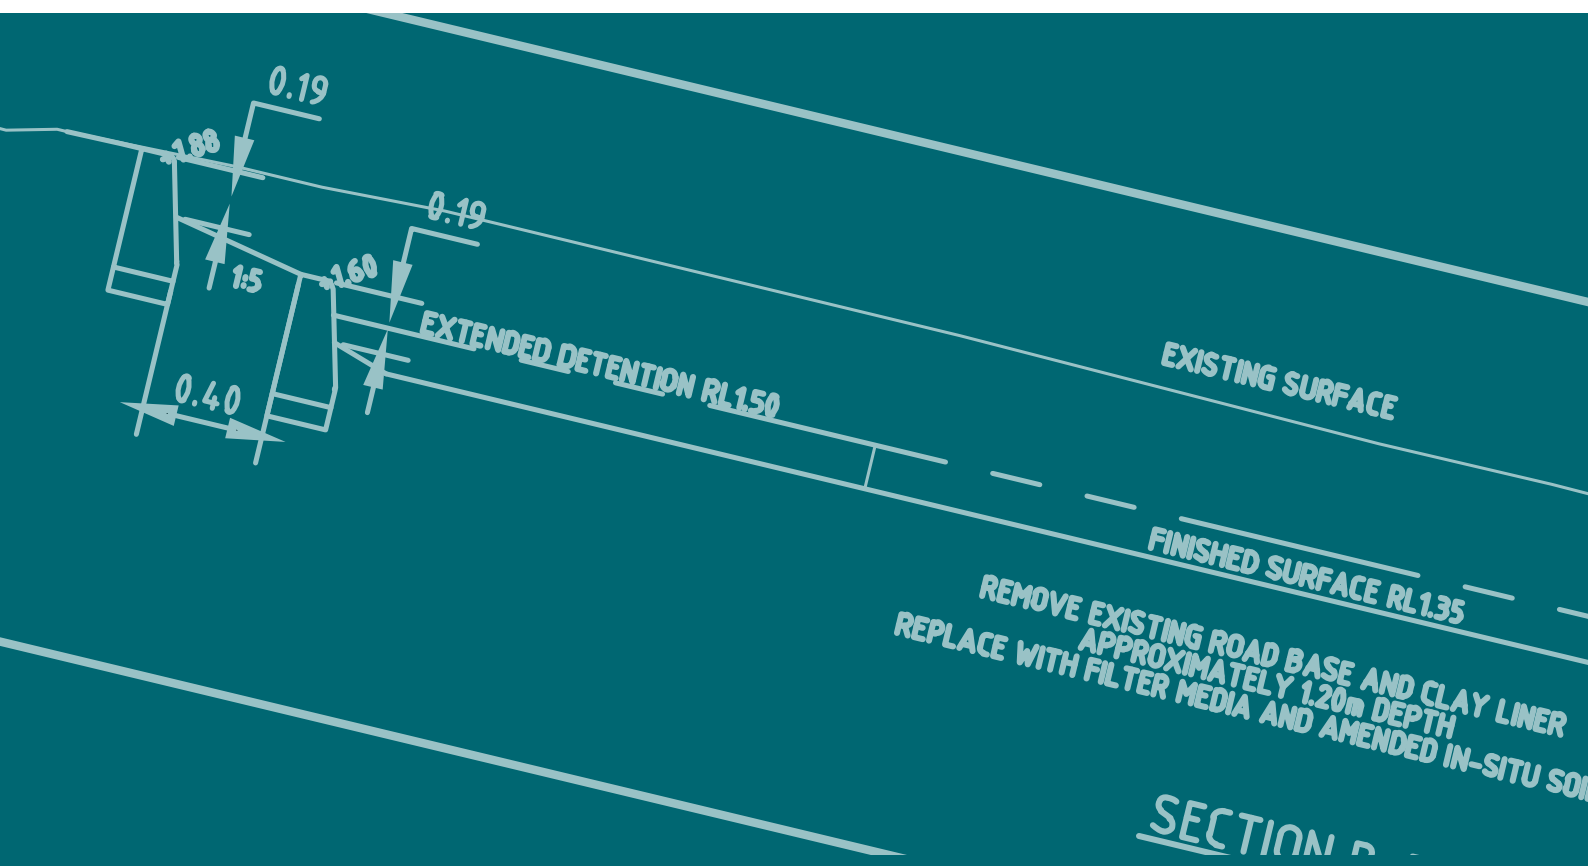 0.19
1.88
0.19
1:5
1.60
EXTENDED DETENTION RL1.50
0.40
EXISTING SURFACE
FINISHED SURFACE RL1.35
REMOVE EXISTING ROAD BASE AND CLAY LINER
APPROXIMATELY 1.20m DEPTH
REPLACE WITH FILTER MEDIA AND AMENDED IN-SITU
SECTION